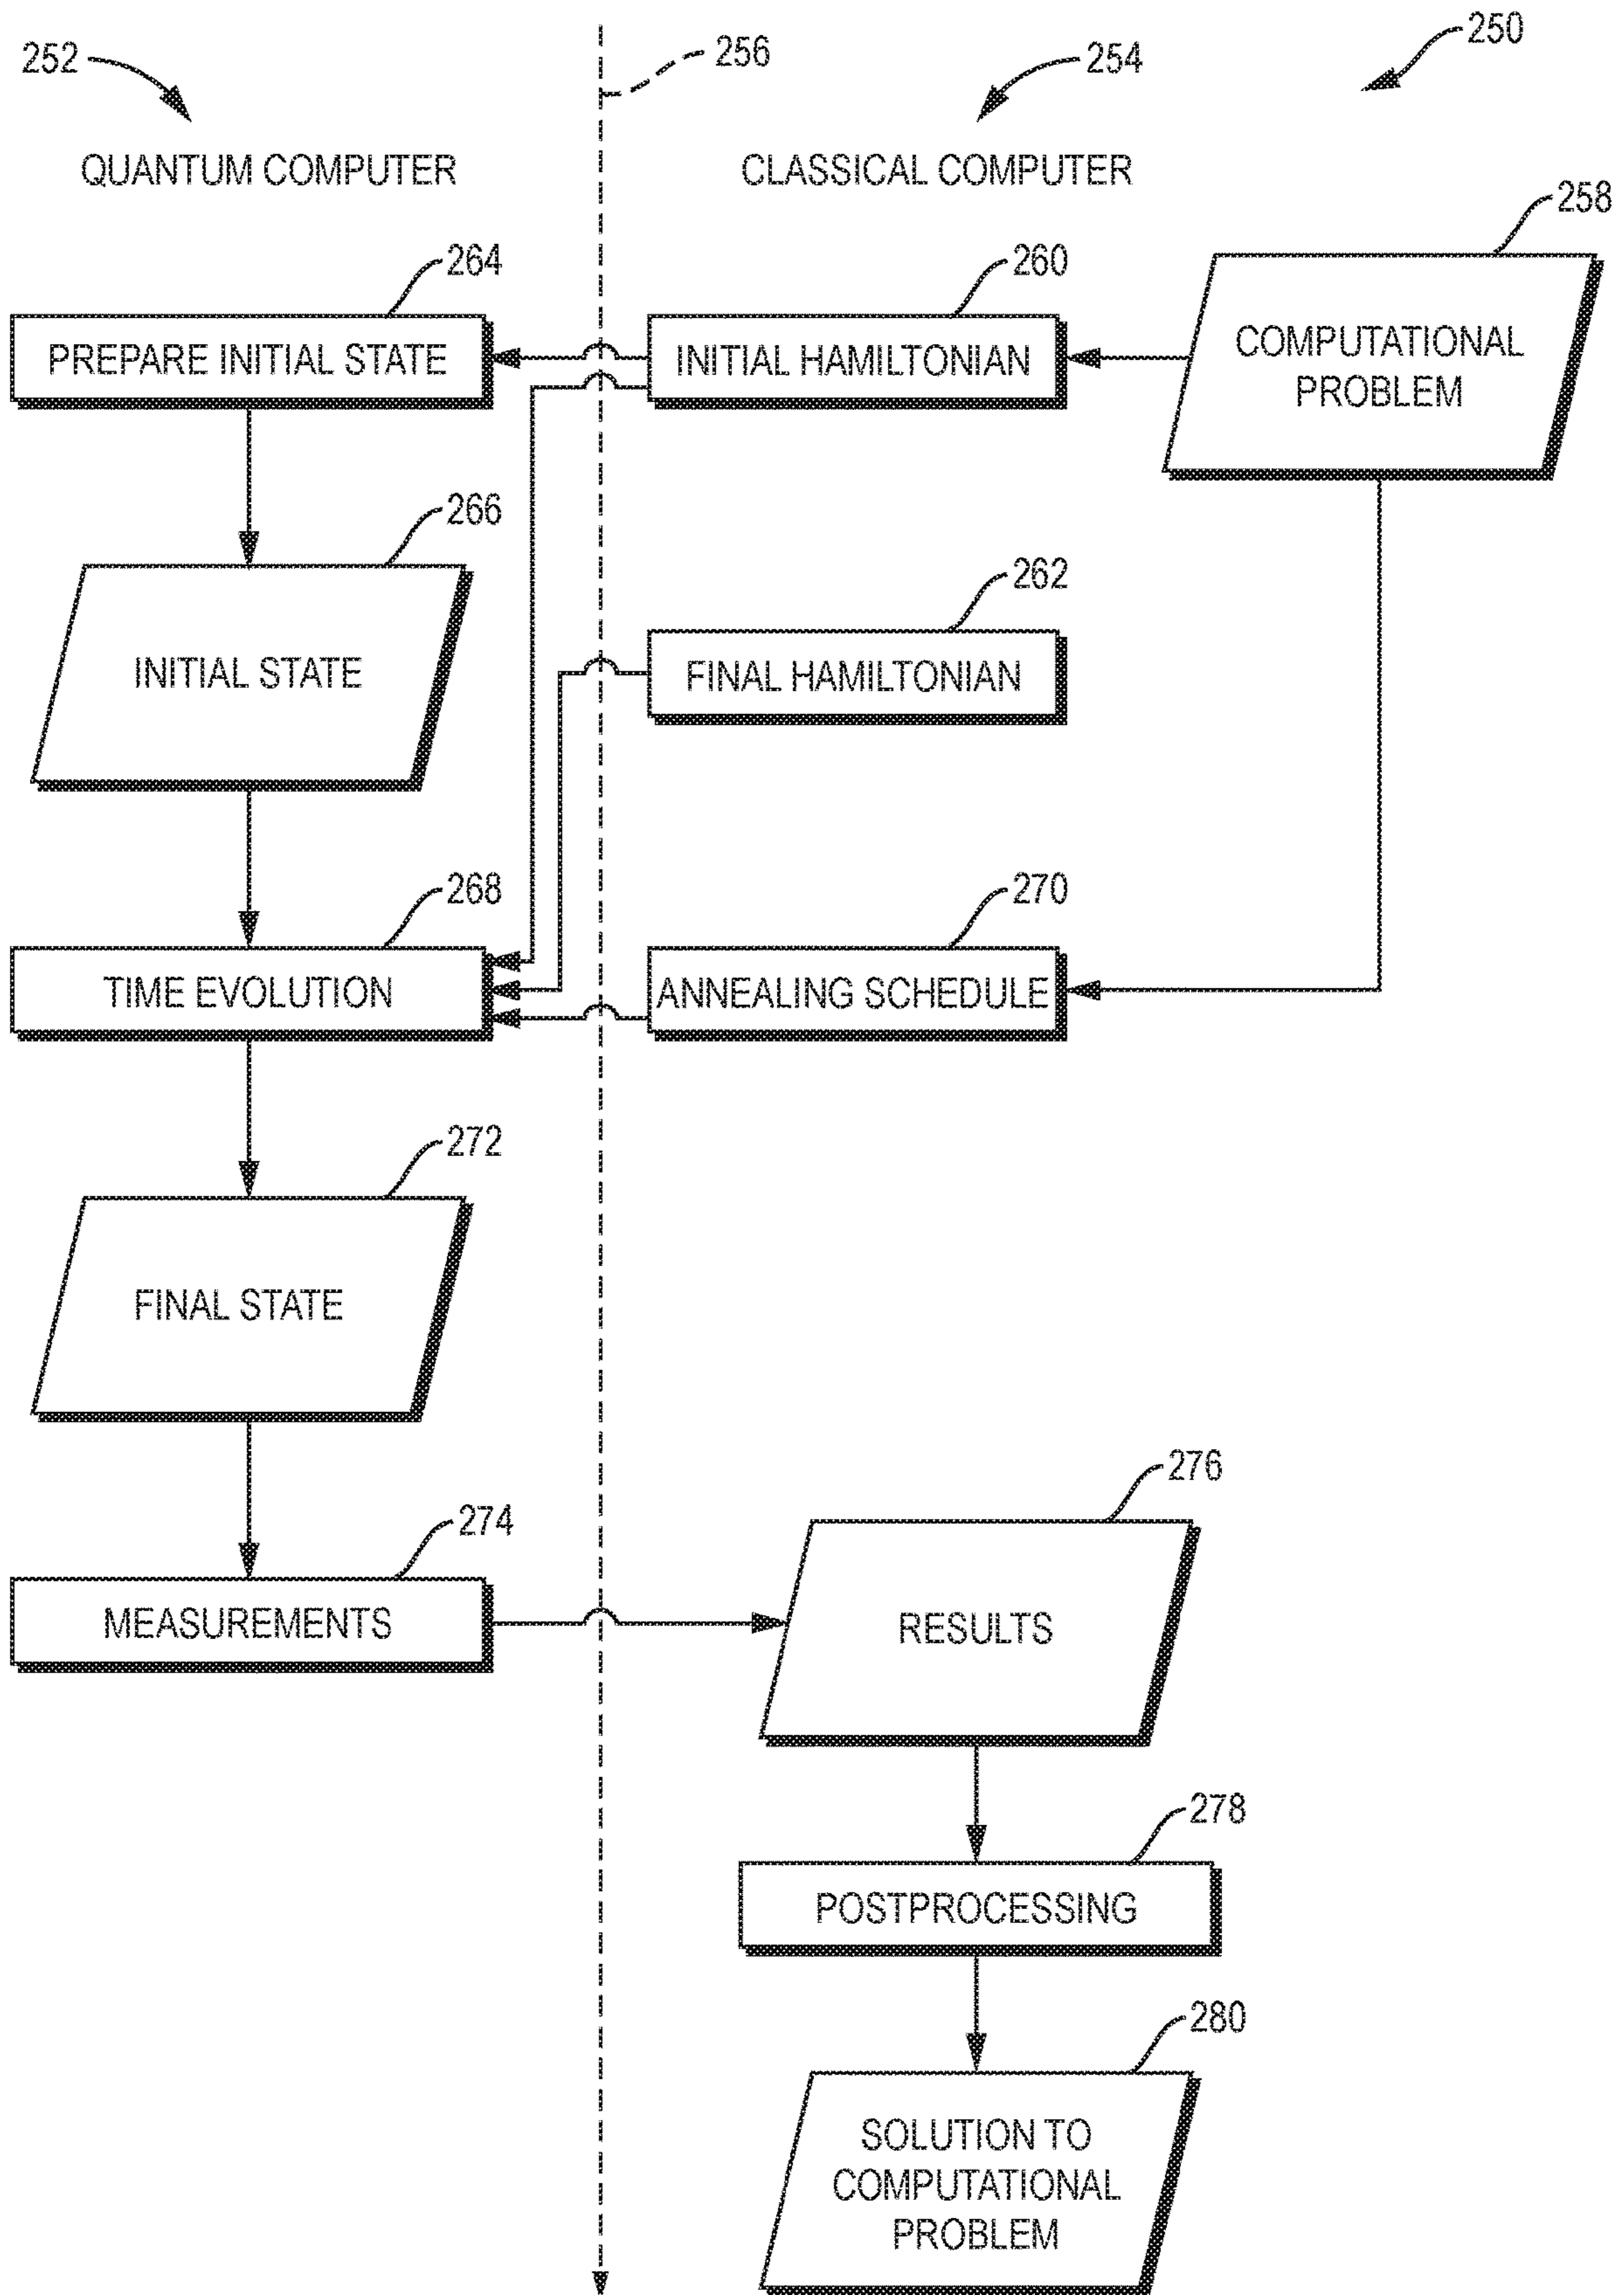 250
252
256
254
QUANTUM COMPUTER
CLASSICAL COMPUTER
258
264
260
PREPARE INITIAL STATE
INITIAL HAMILTONIAN
COMPUTATIONAL
PROBLEM
266
262
INITIAL STATE
FINAL HAMILTONIAN
268
270
TIME EVOLUTION
ANNEALING SCHEDULE
272
FINAL STATE
276
274
MEASUREMENTS
RESULTS
278
POSTPROCESSING
280
SOLUTION TO
COMPUTATIONAL
PROBLEM